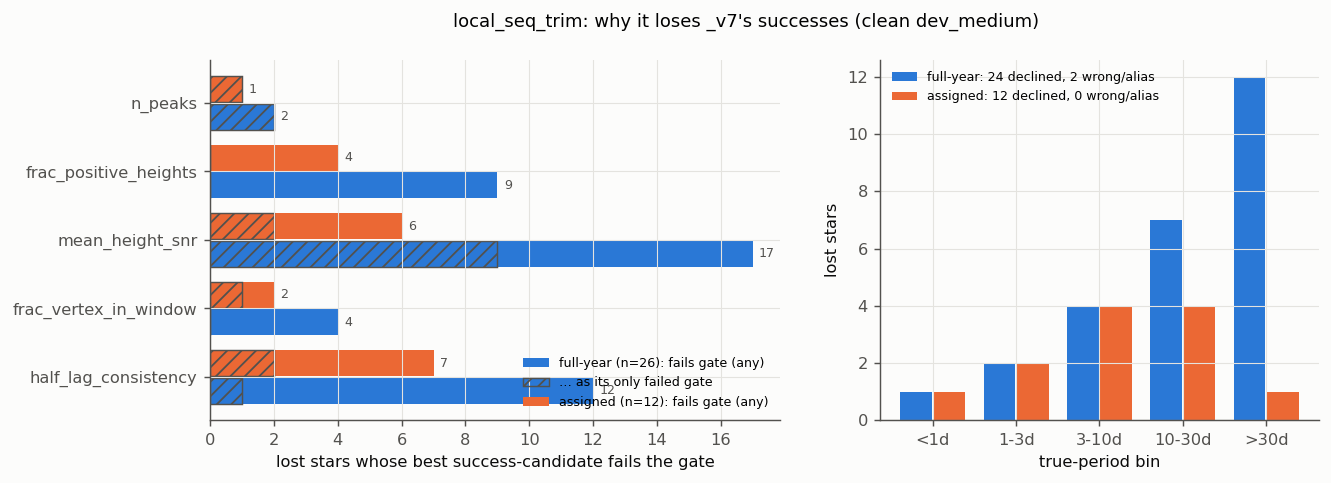 local_seq_trim: why it loses _v7's successes (clean dev_medium)
n_peaks
frac_positive_heights
mean_height_snr
frac_vertex_in_window
half_lag_consistency
1
2
4
9
6
17
2
4
7
12
full-year (n=26): fails gate (any)
... as its only failed gate
assigned (n=12): fails gate (any)
0 2 4 6 8 10 12 14 16
lost stars whose best success-candidate fails the gate
full-year: 24 declined, 2 wrong/alias
assigned: 12 declined, 0 wrong/alias
lost stars
12
10
8
6
4
2
0
<1d 1-3d 3-10d 10-30d >30d
true-period bin